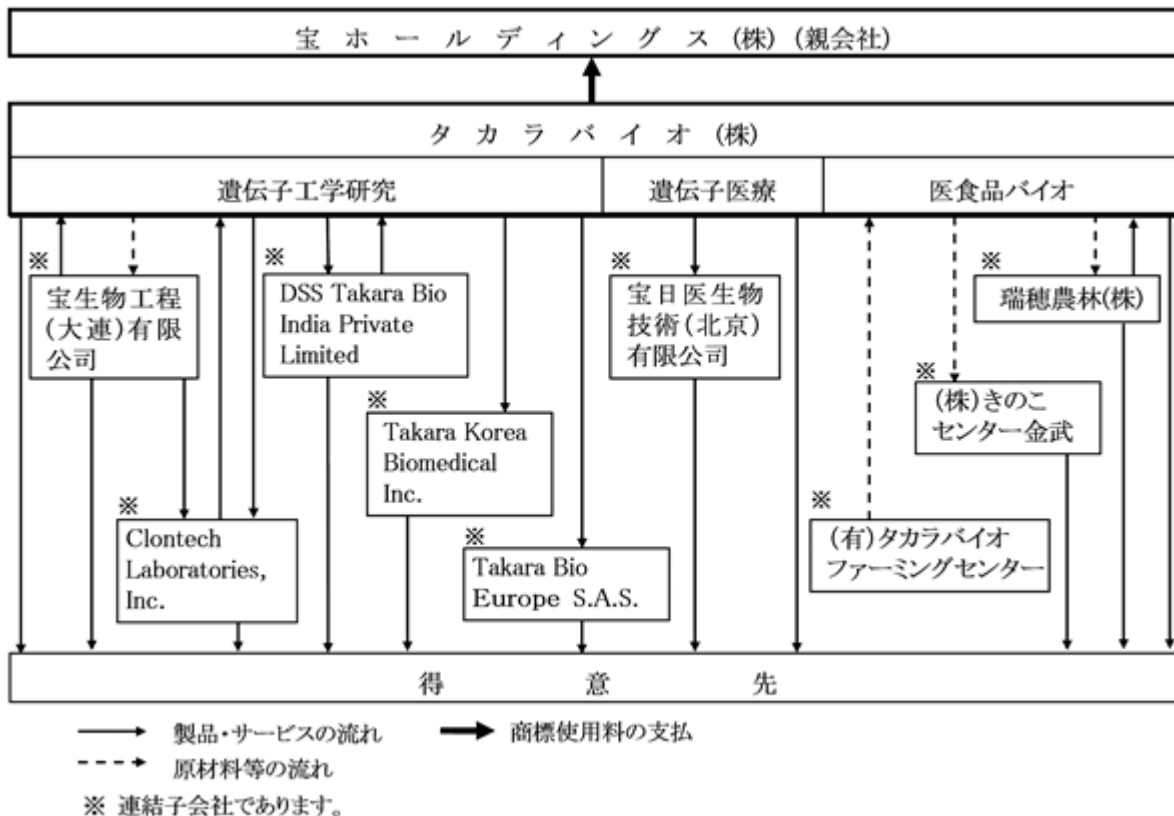 宝ホールディングス(株)(親会社)
タカラバイオ(株)
遺伝子工学研究
遺伝子医療
医食品バイオ
※
宝生物工程
(大連)有限
公司
※
DSS Takara Bio
India Private
Limited
※
宝日医生物
技術(北京)
有限公司
※
瑞穂農林(株)
※
(株)きのこ
センター金武
※
Takara Korea
Biomedical
Inc.
※
Clontech
Laboratories,
Inc.
※
Takara Bio
Europe S.A.S.
※
(有)タカラバイオ
ファーミングセンター
得意先
製品・サービスの流れ
商標使用料の支払
原材料等の流れ
※ 連結子会社であります。